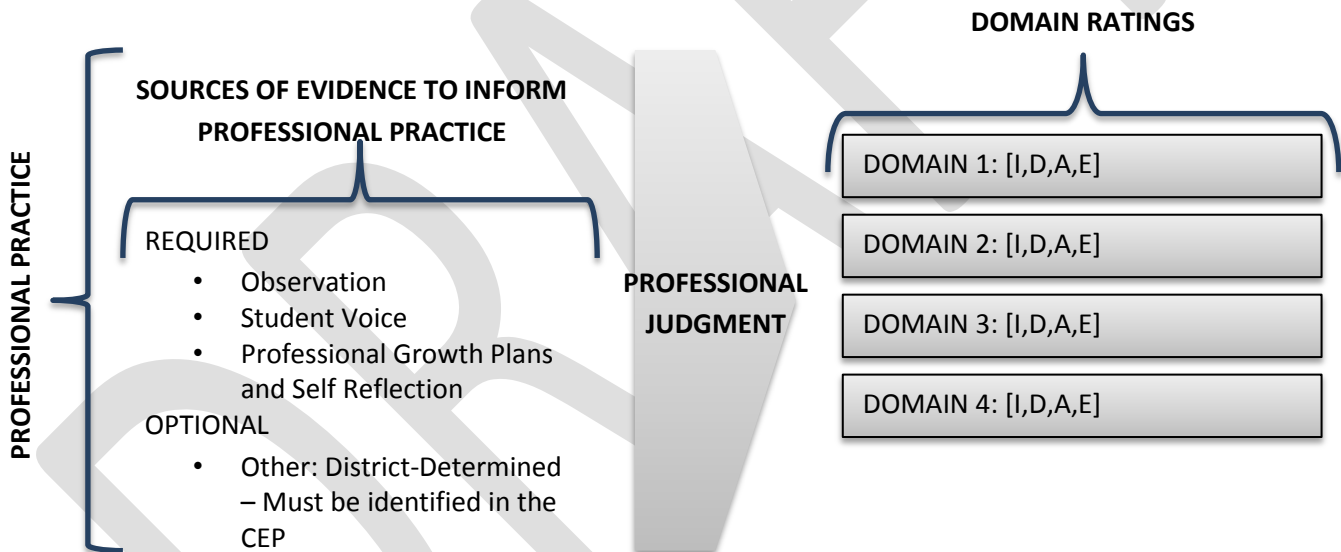 DOMAIN RATINGS
SOURCES OF EVIDENCE TO INFORM
PROFESSIONAL PRACTICE
PROFESSIONAL PRACTICE
REQUIRED
• Observation
• Student Voice
• Professional Growth Plans
and Self Reflection
OPTIONAL
• Other: District-Determined
– Must be identified in the
CEP
PROFESSIONAL
JUDGMENT
DOMAIN 1: [I,D,A,E]
DOMAIN 2: [I,D,A,E]
DOMAIN 3: [I,D,A,E]
DOMAIN 4: [I,D,A,E]